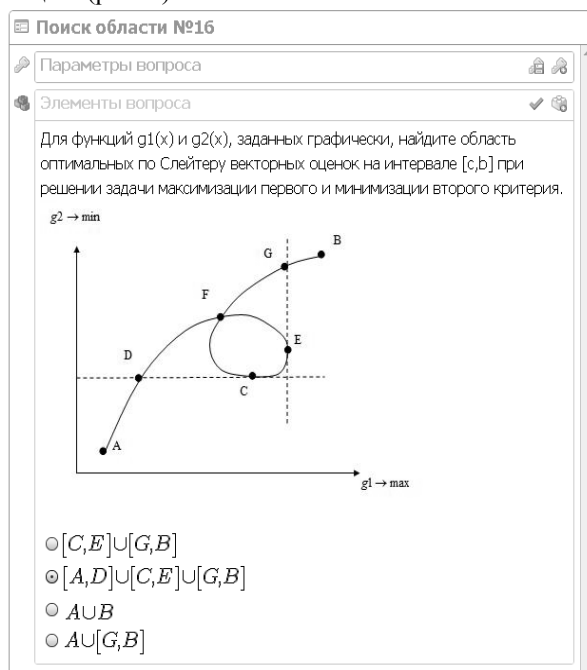 Поиск области №16
Параметры вопроса
Элементы вопроса
Для функций g1(x) и g2(x), заданных графически, найдите область
оптимальных по Слейтеру векторных оценок на интервале [c,b] при
решении задачи максимизации первого и минимизации второго критерия.
g2 → min
B
G
F
E
D
C
A
g1 → max
[C,E]∪[G,B]
[A,D]∪[C,E]∪[G,B]
A∪B
A∪[G,B]